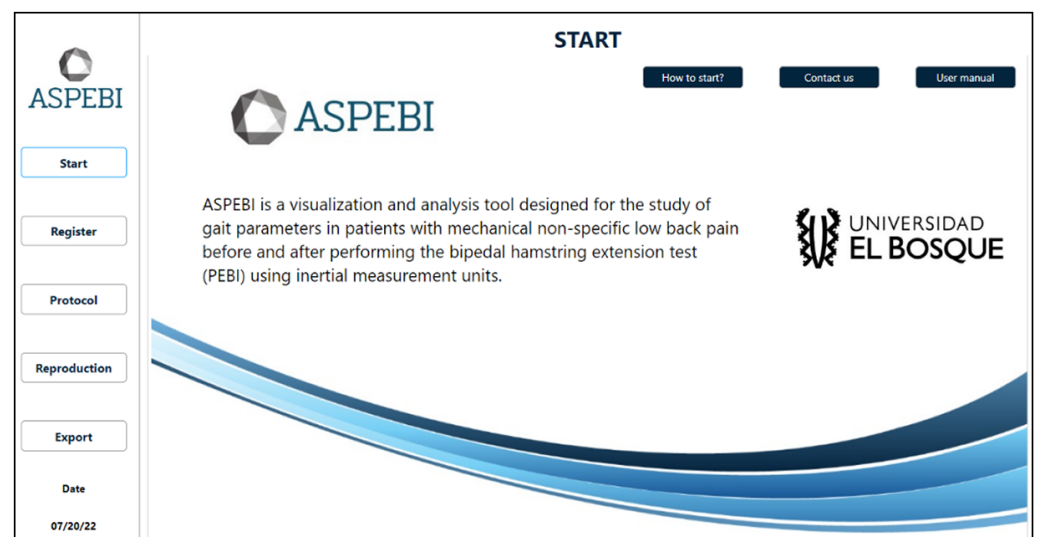 ASPEBI
Start
Register
Protocol
Reproduction
Export
Date
07/20/22
START
How to start?
Contact us
User manual
ASPEBI
ASPEBI is a visualization and analysis tool designed for the study of
gait parameters in patients with mechanical non-specific low back pain
before and after performing the bipedal hamstring extension test
(PEBI) using inertial measurement units.
UNIVERSIDAD
EL BOSQUE